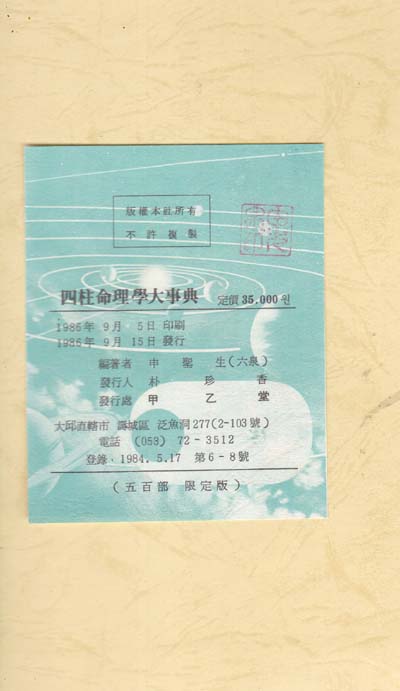 版權本社所有
不許複製
四柱命理學大事典 定價 35,000원
1986年 9月 5日 印刷
1986年 9月 15日 發行
編著者 申聖生(六泉)
發行人 朴珍香
發行處 甲乙堂
大邱直轄市 壽城區 泛魚洞 277(2-103號)
電話 (053) 72-3512
登錄·1984. 5.17 第6-8號
(五百部 限定版)